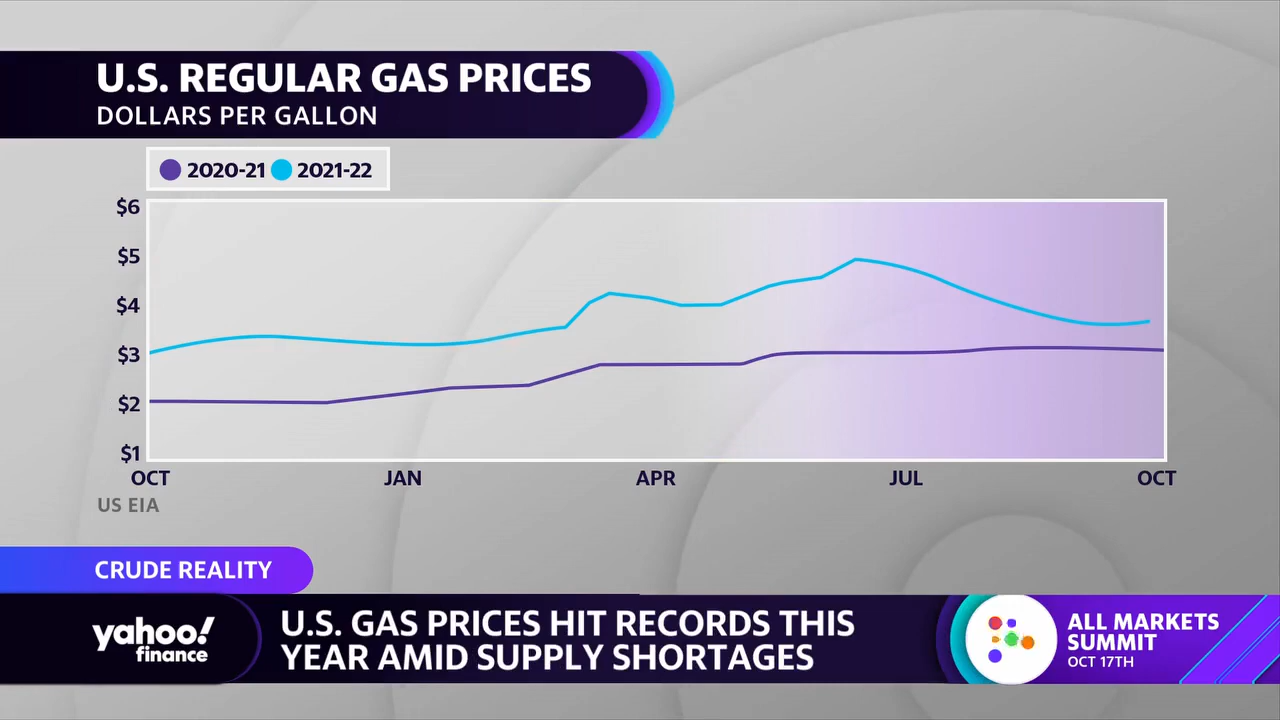 U.S. REGULAR GAS PRICES
DOLLARS PER GALLON
2020-21 2021-22
$6
$5
$4
$3
$2
$1
OCT JAN APR JUL OCT
US EIA
CRUDE REALITY
yahoo!
finance
U.S. GAS PRICES HIT RECORDS THIS
YEAR AMID SUPPLY SHORTAGES
ALL MARKETS
SUMMIT
OCT 17TH